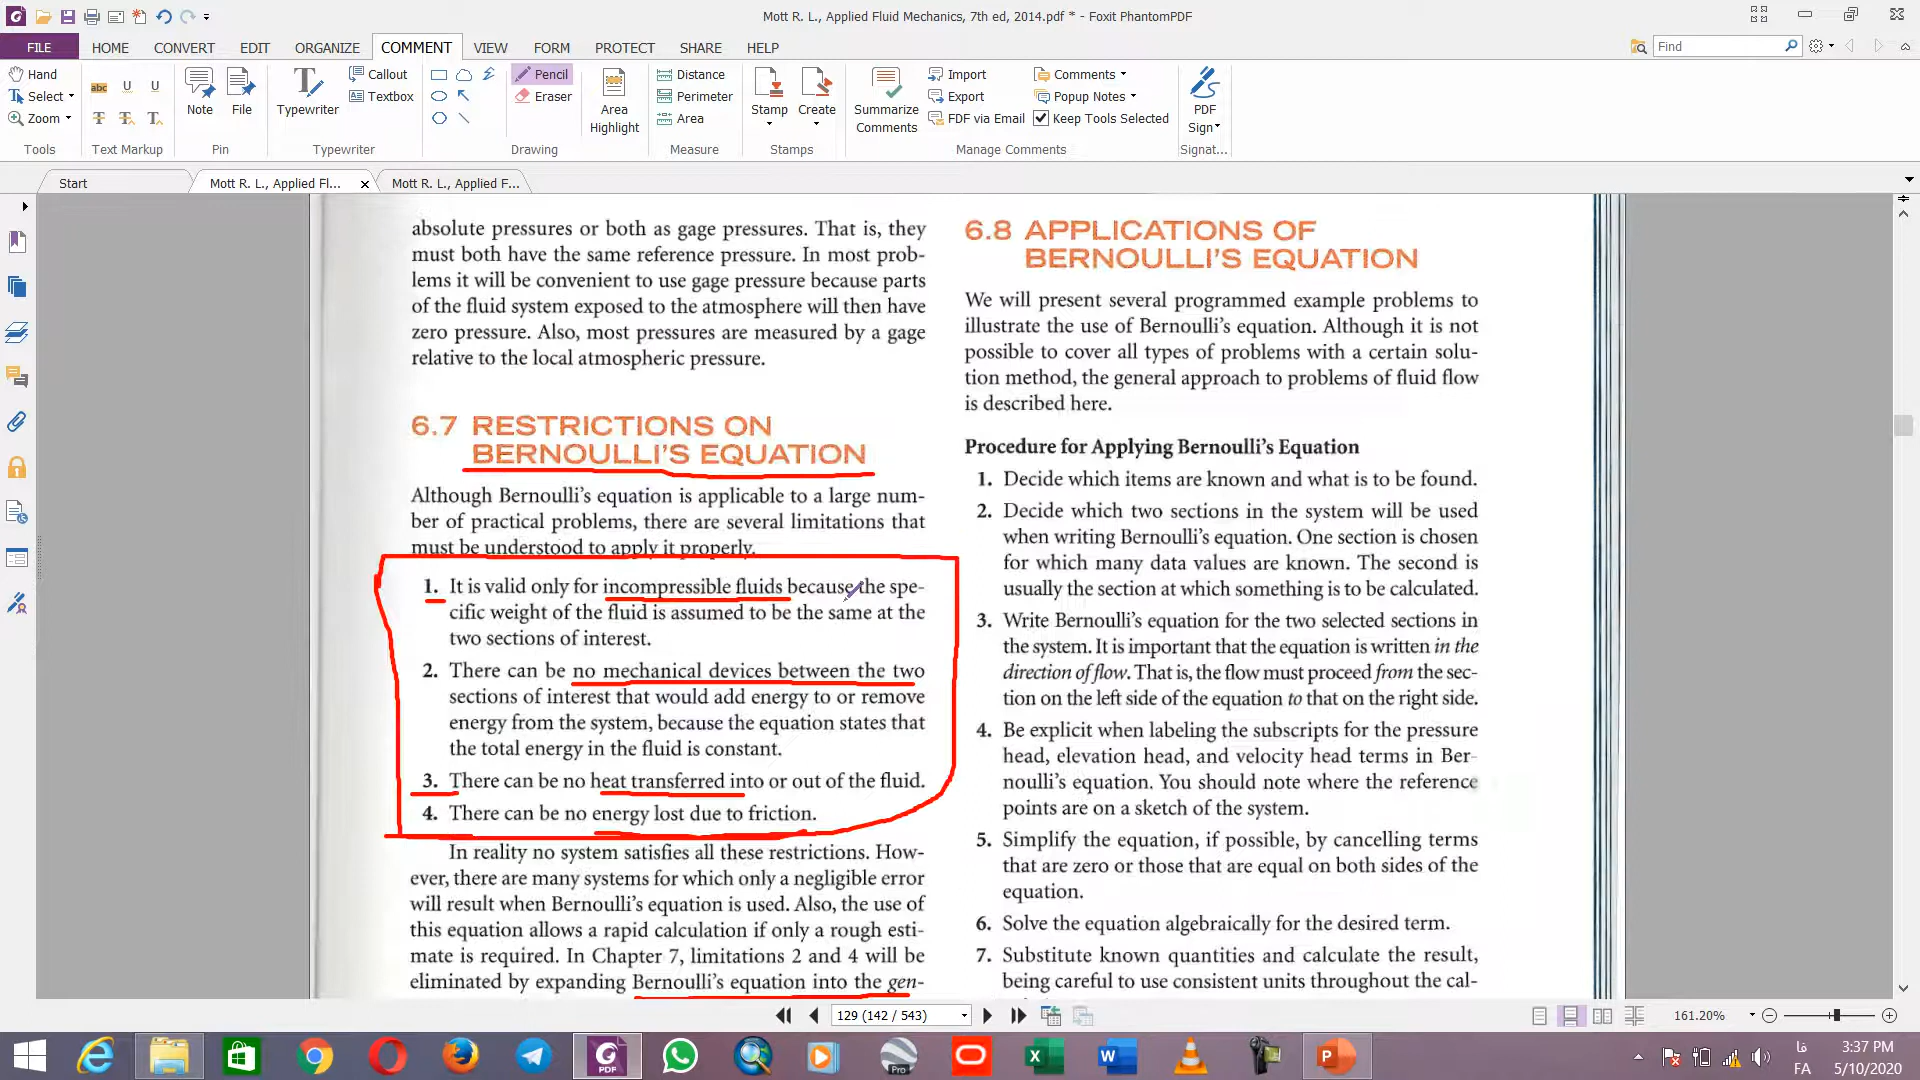 Mott R. L., Applied Fluid Mechanics, 7th ed, 2014.pdf * - Foxit PhantomPDF
FILE HOME CONVERT EDIT ORGANIZE COMMENT VIEW FORM PROTECT SHARE HELP
Find
Hand
Select
Zoom
Tools
abc U U
T T T
Text Markup
Note
File
Pin
Typewriter
Callout
Textbox
Typewriter
Pencil
Eraser
Drawing
Area
Highlight
Distance
Perimeter
Area
Measure
Stamp
Create
Stamps
Summarize
Comments
Import
Export
FDF via Email
Comments
Popup Notes
Keep Tools Selected
Manage Comments
PDF
Sign
Signat...
Start
Mott R. L., Applied Fl...
Mott R. L., Applied F...
absolute pressures or both as gage pressures. That is, they
must both have the same reference pressure. In most prob-
lems it will be convenient to use gage pressure because parts
of the fluid system exposed to the atmosphere will then have
zero pressure. Also, most pressures are measured by a gage
relative to the local atmospheric pressure.
6.7 RESTRICTIONS ON
BERNOULLI'S EQUATION
Although Bernoulli's equation is applicable to a large num-
ber of practical problems, there are several limitations that
must be understood to apply it properly.
1. It is valid only for incompressible fluids because the spe-
cific weight of the fluid is assumed to be the same at the
two sections of interest.
2. There can be no mechanical devices between the two
sections of interest that would add energy to or remove
energy from the system, because the equation states that
the total energy in the fluid is constant.
3. There can be no heat transferred into or out of the fluid.
4. There can be no energy lost due to friction.
In reality no system satisfies all these restrictions. How-
ever, there are many systems for which only a negligible error
will result when Bernoulli's equation is used. Also, the use of
this equation allows a rapid calculation if only a rough esti-
mate is required. In Chapter 7, limitations 2 and 4 will be
eliminated by expanding Bernoulli's equation into the gen-
6.8 APPLICATIONS OF
BERNOULLI'S EQUATION
We will present several programmed example problems to
illustrate the use of Bernoulli's equation. Although it is not
possible to cover all types of problems with a certain solu-
tion method, the general approach to problems of fluid flow
is described here.
Procedure for Applying Bernoulli's Equation
1. Decide which items are known and what is to be found.
2. Decide which two sections in the system will be used
when writing Bernoulli's equation. One section is chosen
for which many data values are known. The second is
usually the section at which something is to be calculated.
3. Write Bernoulli's equation for the two selected sections in
the system. It is important that the equation is written in the
direction of flow. That is, the flow must proceed from the sec-
tion on the left side of the equation to that on the right side.
4. Be explicit when labeling the subscripts for the pressure
head, elevation head, and velocity head terms in Ber-
noulli's equation. You should note where the reference
points are on a sketch of the system.
5. Simplify the equation, if possible, by cancelling terms
that are zero or those that are equal on both sides of the
equation.
6. Solve the equation algebraically for the desired term.
7. Substitute known quantities and calculate the result,
being careful to use consistent units throughout the cal-
129 (142 / 543)
161.20%
PDF
Pro
فا
FA
3:37 PM
5/10/2020